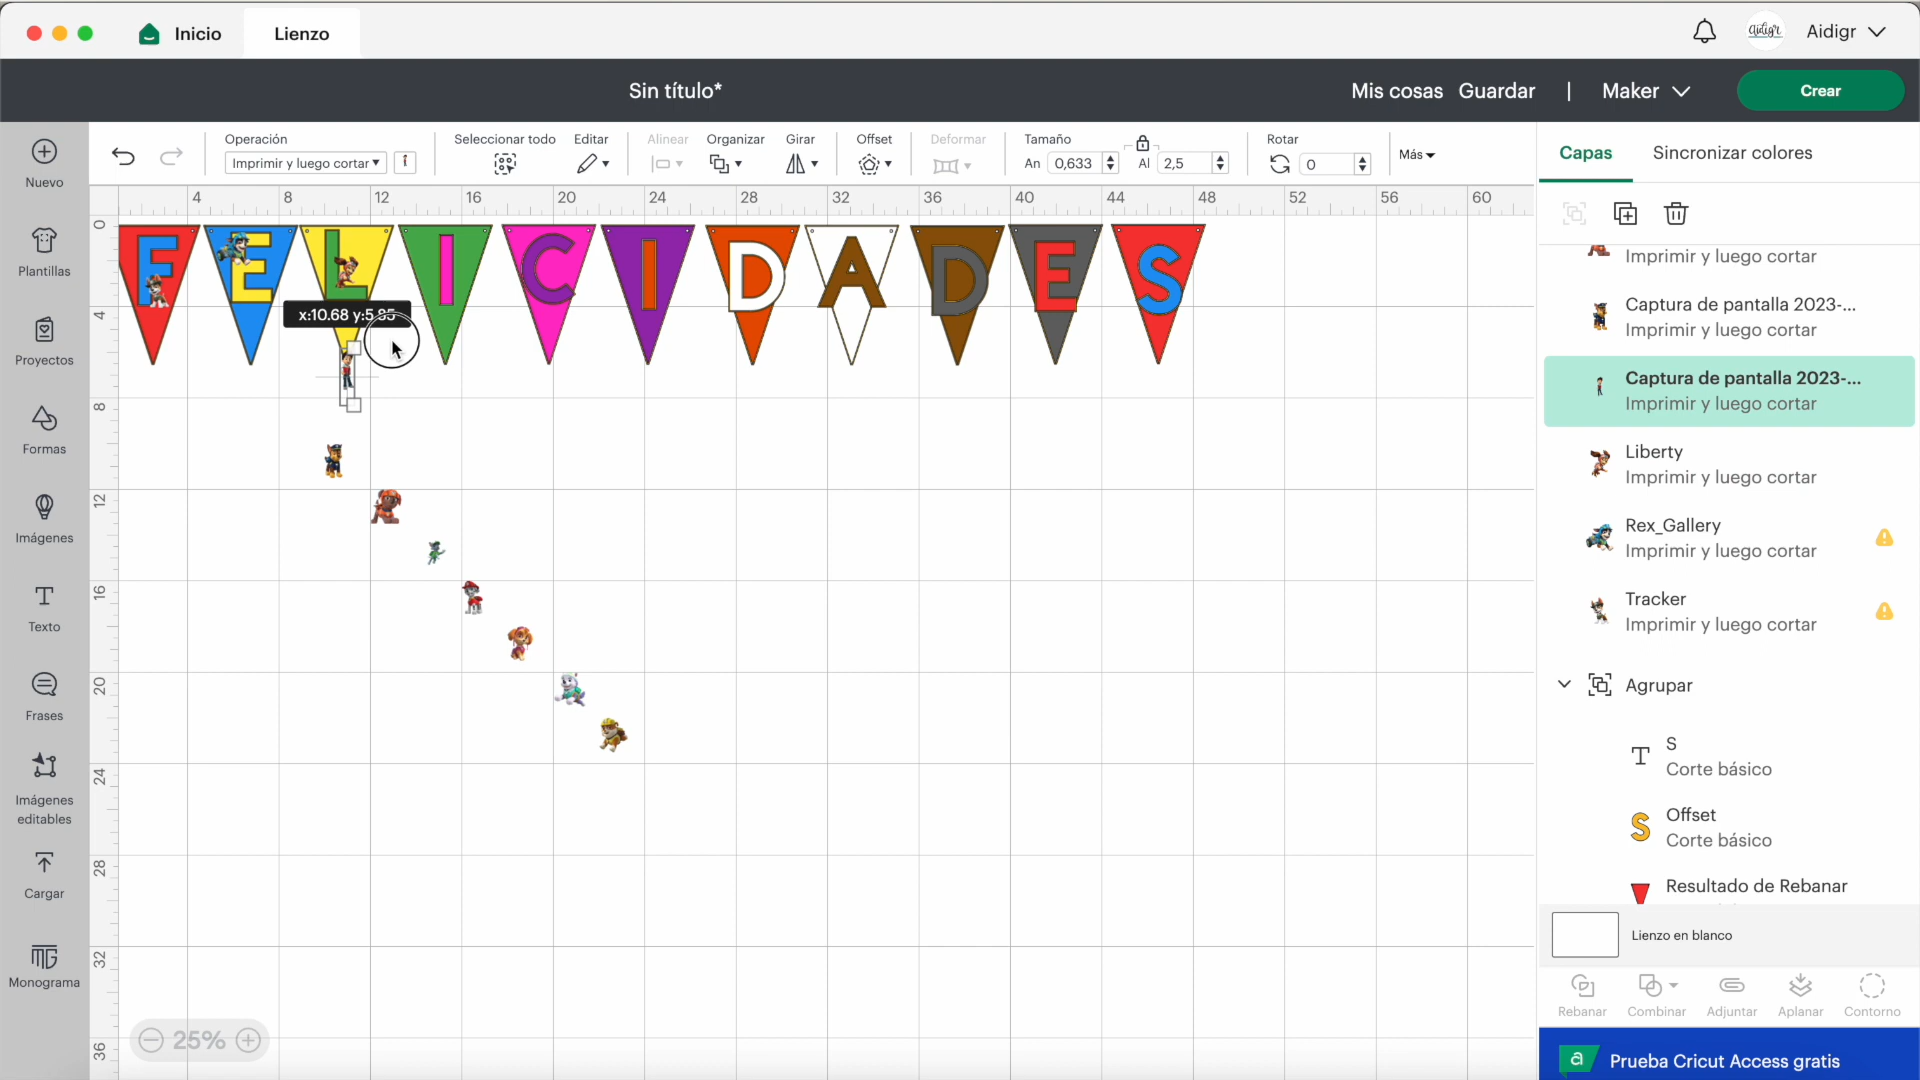 Inicio
Lienzo
aidigr
Aidigr
Sin título*
Mis cosas
Guardar
|
Maker
Crear
Operación
Imprimir y luego cortar
Seleccionar todo
Editar
Alinear
Organizar
Girar
Offset
Deformar
Tamaño
An
0,633
Al
2,5
Rotar
0
Más
Capas
Sincronizar colores
Nuevo
Plantillas
Proyectos
Formas
Imágenes
Texto
Frases
Imágenes
editables
Cargar
Monograma
4 8 12 16 20 24 28 32 36 40 44 48 52 56 60
0
4
8
12
16
20
24
28
32
36
F E L I C I D A D E S
x:10.68 y:5.85
25%
Imprimir y luego cortar
Captura de pantalla 2023-...
Imprimir y luego cortar
Captura de pantalla 2023-...
Imprimir y luego cortar
Liberty
Imprimir y luego cortar
Rex_Gallery
Imprimir y luego cortar
Tracker
Imprimir y luego cortar
Agrupar
S
Corte básico
Offset
Corte básico
Resultado de Rebanar
Lienzo en blanco
Rebanar
Combinar
Adjuntar
Aplanar
Contorno
a
Prueba Cricut Access gratis